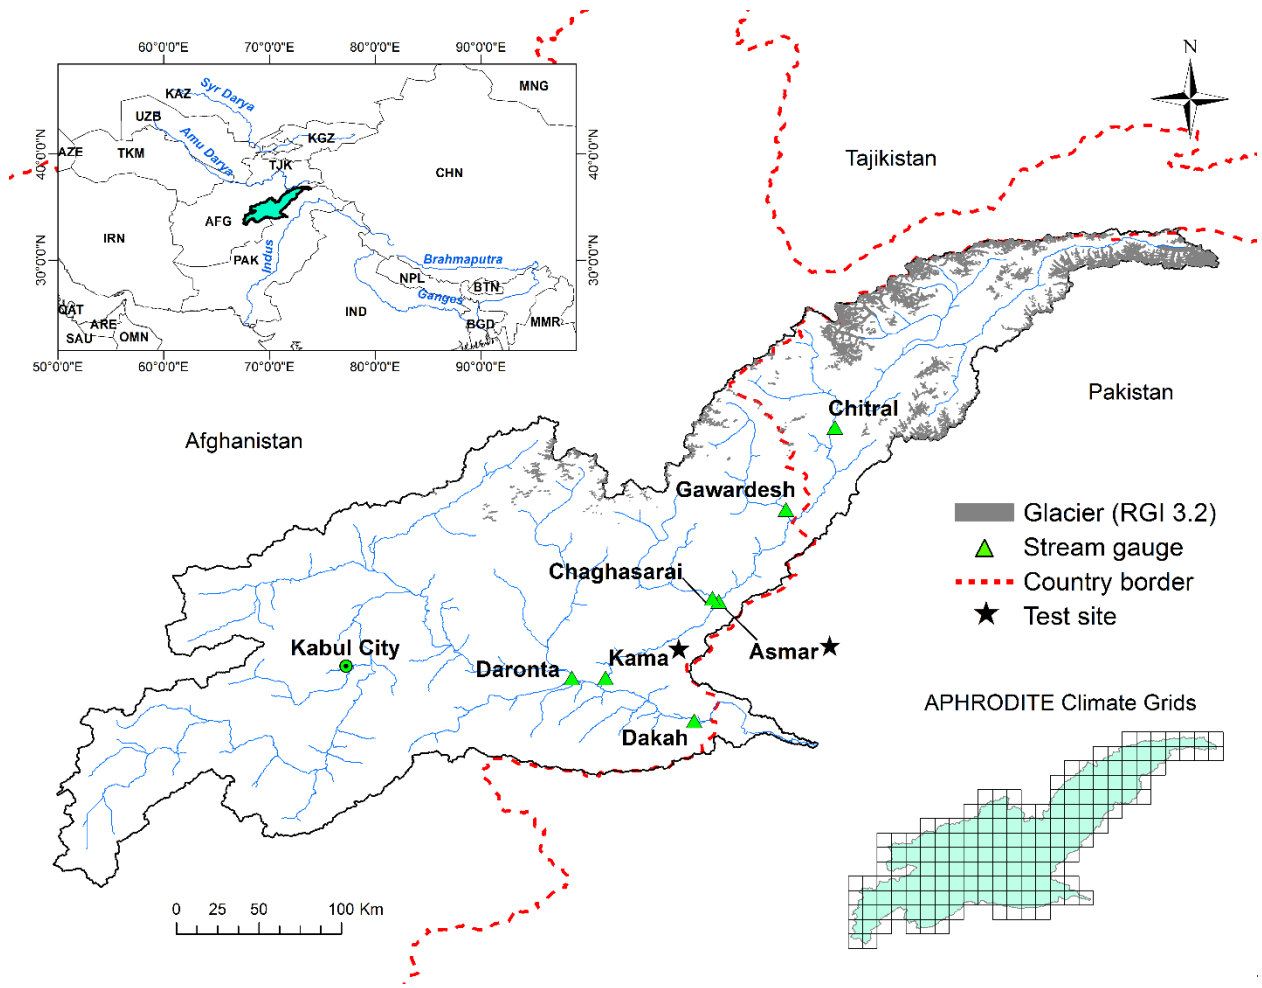 60°0'0"E
70°0'0"E
80°0'0"E
90°0'0"E
N
MNG
KAZ
Syr Darya
UZB
KGZ
Amu Darya
AZE
TKM
TJK
CHN
40°0'0"N
40°0'0"N
Tajikistan
AFG
IRN
Indus
PAK
Brahmaputra
30°0'0"N
30°0'0"N
NPL
BTN
Ganges
QAT
ARE
IND
BGD
MMR
SAU
OMN
50°0'0"E
60°0'0"E
70°0'0"E
80°0'0"E
90°0'0"E
Pakistan
Chitral
Afghanistan
Gawardesh
Glacier (RGI 3.2)
Stream gauge
Country border
Test site
Chaghasarai
Kabul City
Daronta
Kama
Asmar
Dakah
APHRODITE Climate Grids
0 25 50 100 Km